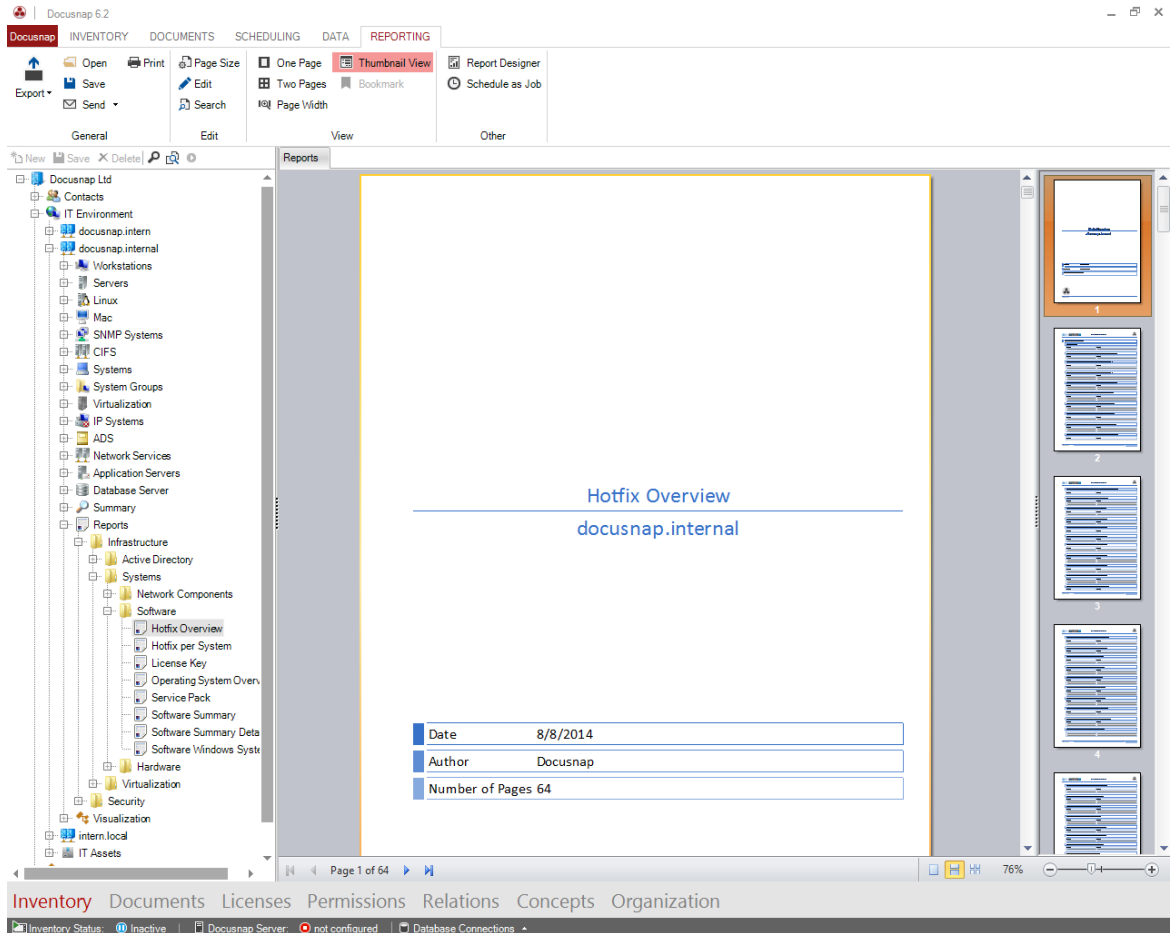 Docusnap 6.2
Docusnap INVENTORY DOCUMENTS SCHEDULING DATA REPORTING
Export
Open
Save
Send
Print
General
Page Size
Edit
Search
Edit
One Page
Two Pages
Page Width
Thumbnail View
Bookmark
View
Report Designer
Schedule as Job
Other
New Save Delete
Reports
Docusnap Ltd
Contacts
IT Environment
docusnap.intern
docusnap.internal
Workstations
Servers
Linux
Mac
SNMP Systems
CIFS
Systems
System Groups
Virtualization
IP Systems
ADS
Network Services
Application Servers
Database Server
Summary
Reports
Infrastructure
Active Directory
Systems
Network Components
Software
Hotfix Overview
Hotfix per System
License Key
Operating System Overv
Service Pack
Software Summary
Software Summary Deta
Software Windows Syste
Hardware
Virtualization
Security
Visualization
intern.local
IT Assets
Hotfix Overview
docusnap.internal
Date 8/8/2014
Author Docusnap
Number of Pages 64
1
2
3
4
Page 1 of 64
76%
Inventory Documents Licenses Permissions Relations Concepts Organization
Inventory Status: Inactive Docusnap Server: not configured Database Connections